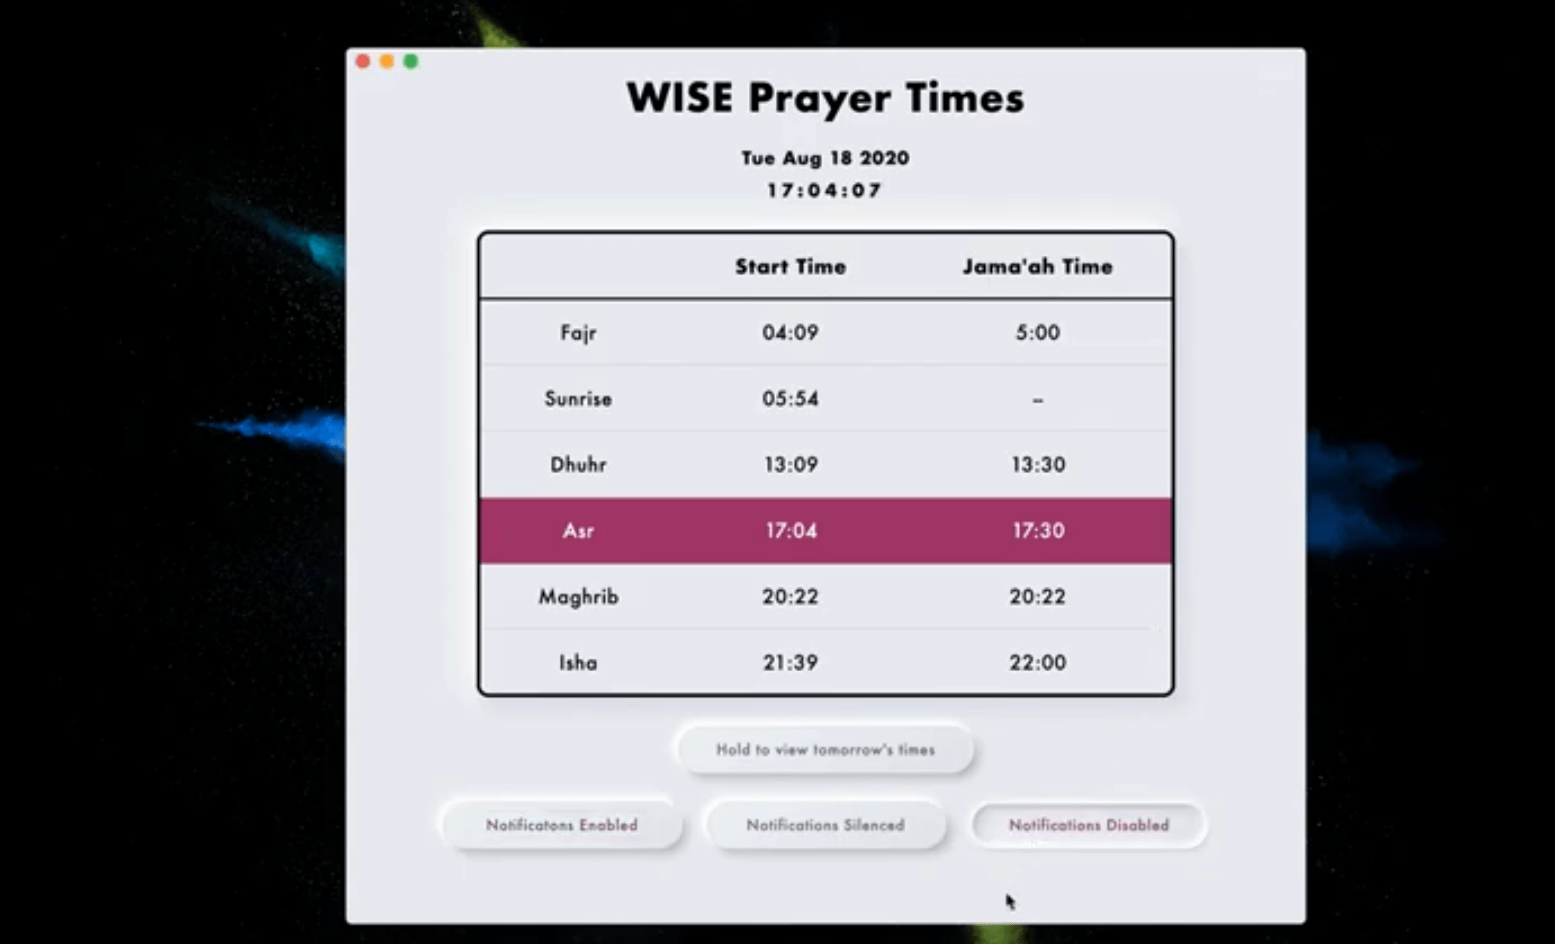 WISE Prayer Times
Tue Aug 18 2020
17:04:07
Start Time Jama'ah Time
Fajr 04:09 5:00
Sunrise 05:54 –
Dhuhr 13:09 13:30
Asr 17:04 17:30
Maghrib 20:22 20:22
Isha 21:39 22:00
Hold to view tomorrow's times
Notificatons Enabled Notifications Silenced Notifications Disabled